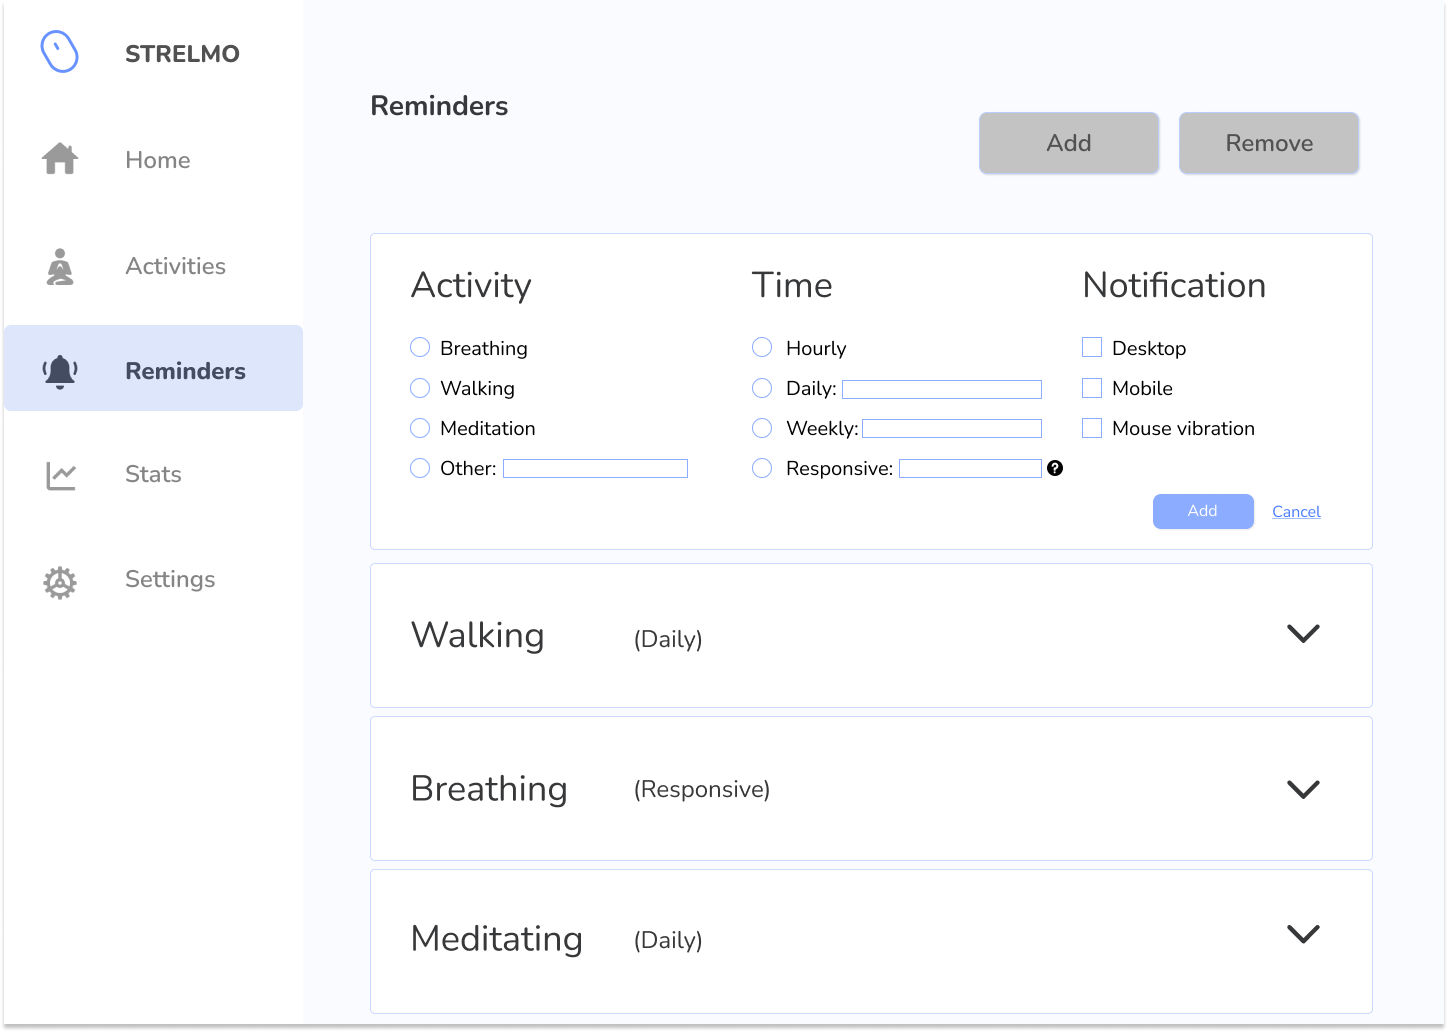 STRELMO
Home
Activities
Reminders
Stats
Settings
Reminders
Add
Remove
Activity
Breathing
Walking
Meditation
Other:
Time
Hourly
Daily:
Weekly:
Responsive: ?
Notification
Desktop
Mobile
Mouse vibration
Add
Cancel
Walking (Daily)
Breathing (Responsive)
Meditating (Daily)